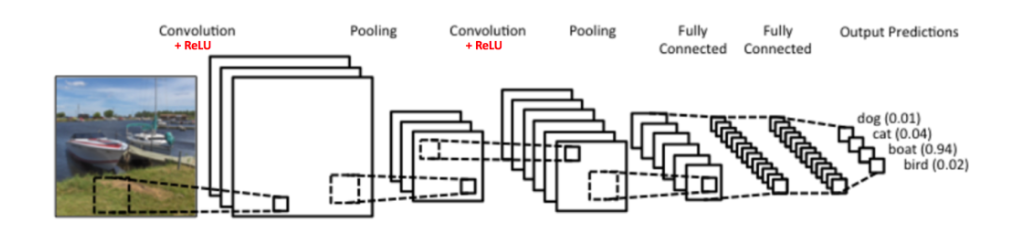 Convolution
+ ReLU
Pooling
Convolution
+ ReLU
Pooling
Fully
Connected
Fully
Connected
Output Predictions
dog (0.01)
cat (0.04)
boat (0.94)
bird (0.02)